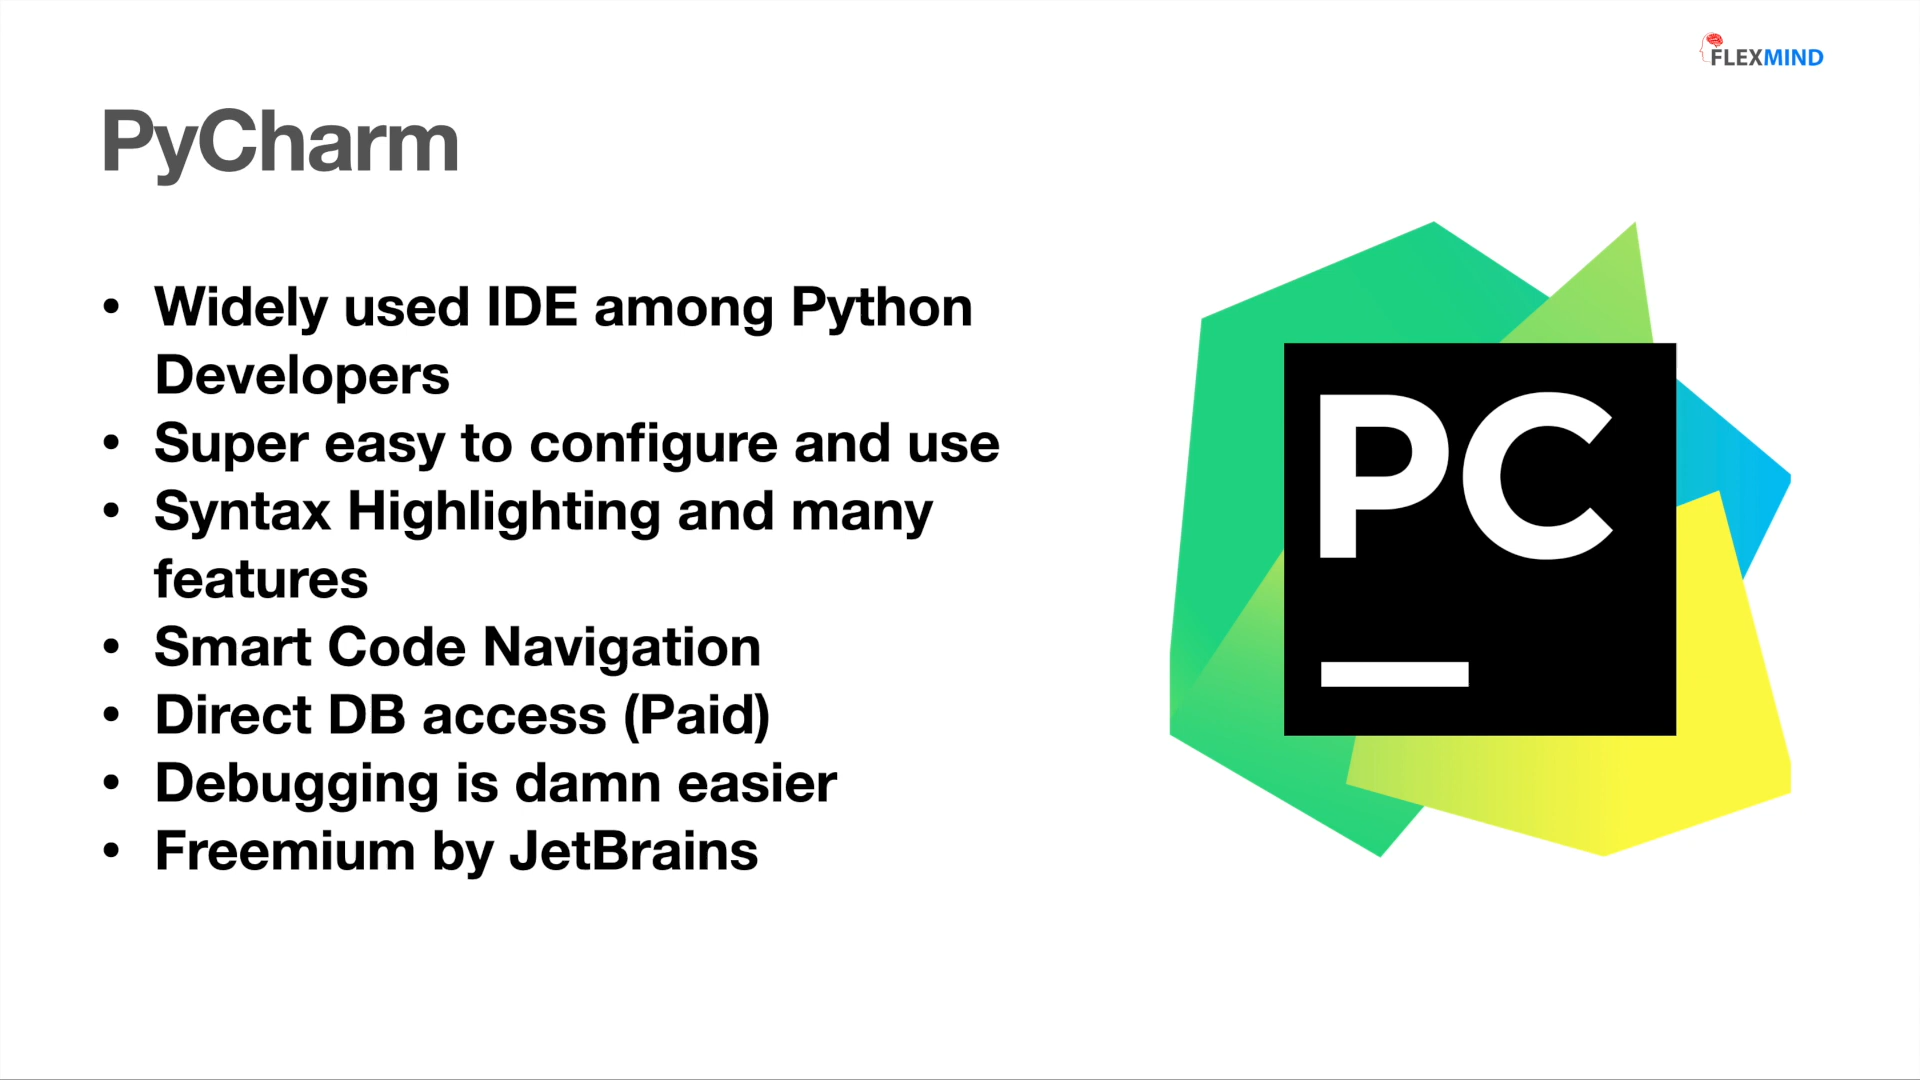 FLEXMIND
PyCharm
• Widely used IDE among Python
Developers
• Super easy to configure and use
• Syntax Highlighting and many
features
• Smart Code Navigation
• Direct DB access (Paid)
• Debugging is damn easier
• Freemium by JetBrains
PC